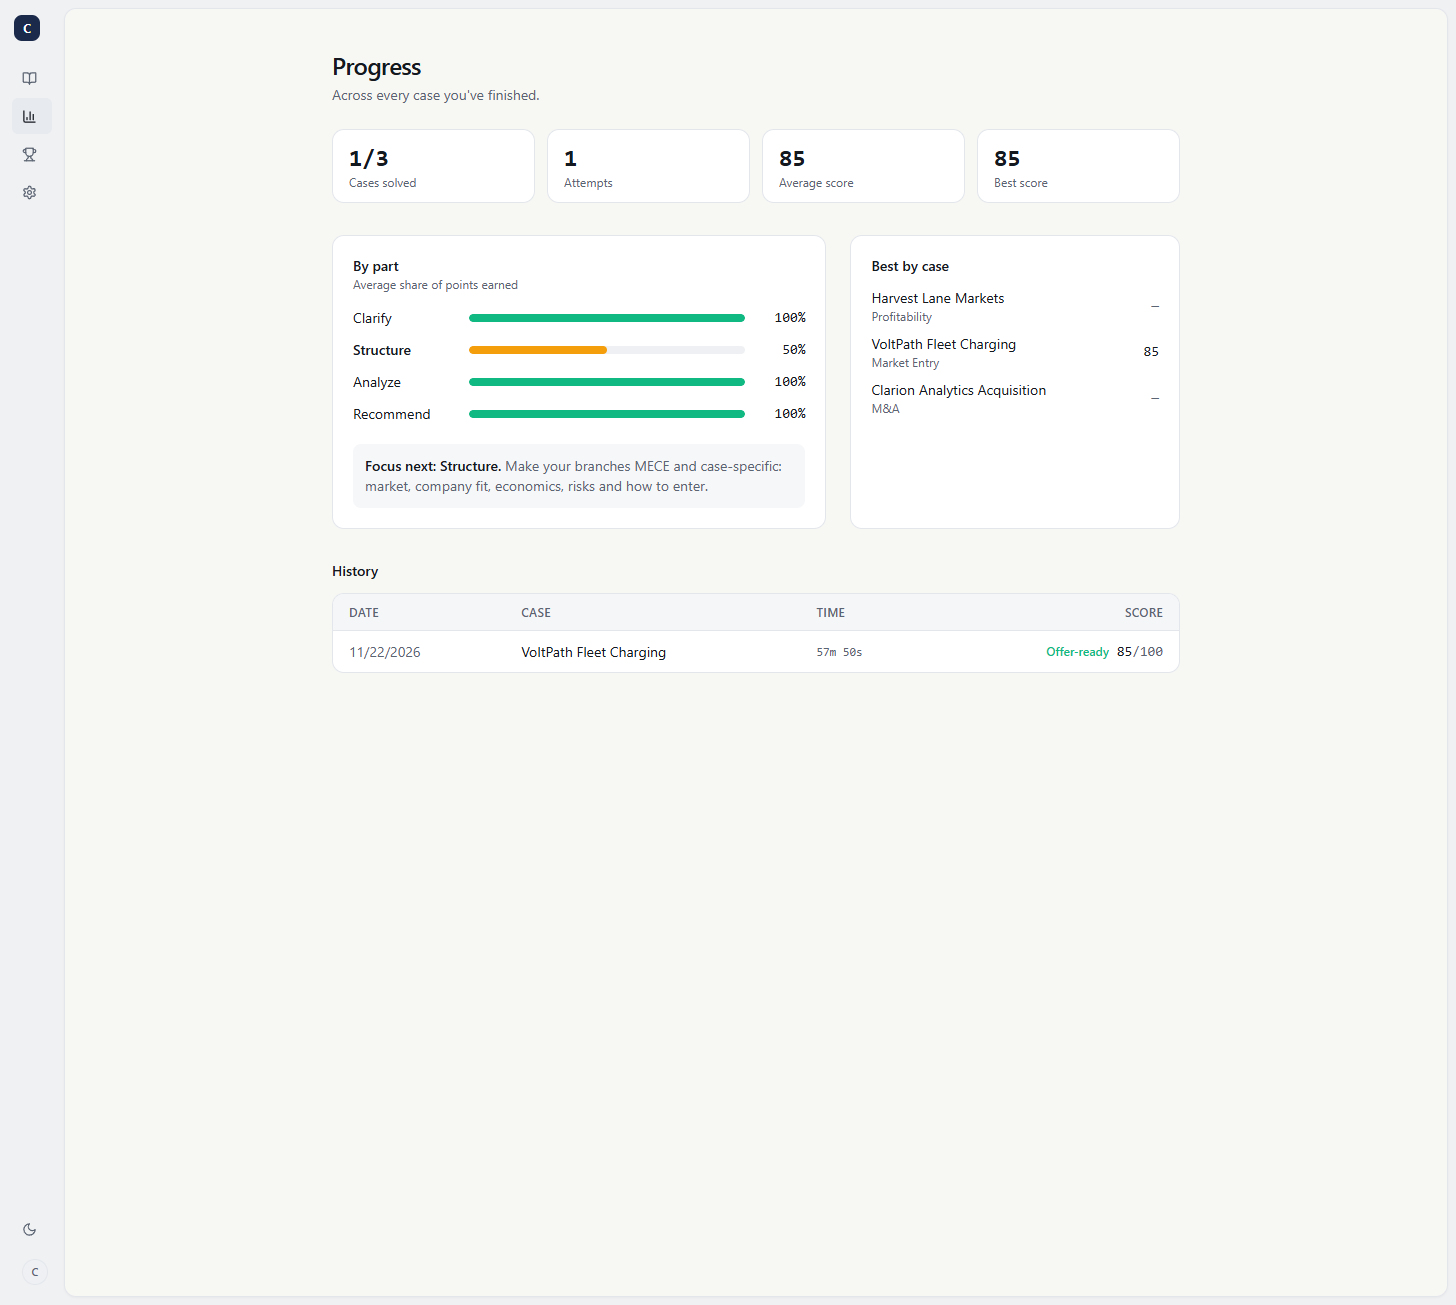 C
Progress
Across every case you've finished.
1/3
Cases solved
1
Attempts
85
Average score
85
Best score
By part
Average share of points earned
Clarify 100%
Structure 50%
Analyze 100%
Recommend 100%
Focus next: Structure. Make your branches MECE and case-specific:
market, company fit, economics, risks and how to enter.
Best by case
Harvest Lane Markets
Profitability
–
VoltPath Fleet Charging
Market Entry
85
Clarion Analytics Acquisition
M&A
–
History
DATE CASE TIME SCORE
11/22/2026 VoltPath Fleet Charging 57m 50s Offer-ready 85/100
C